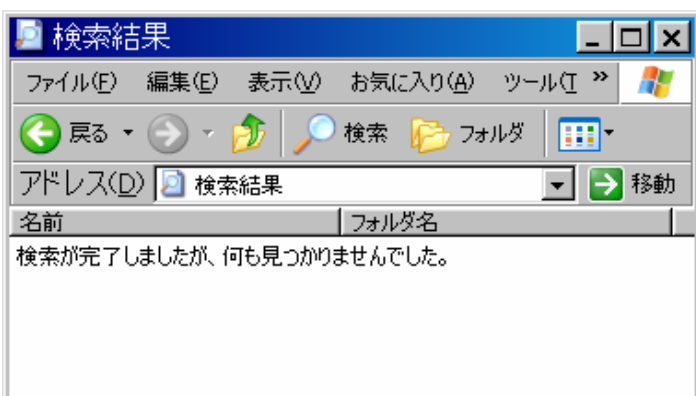 検索結果
ファイル(F) 編集(E) 表示(V) お気に入り(A) ツール(T »
戻る 検索 フォルダ
アドレス(D) 検索結果 移動
名前 フォルダ名
検索が完了しましたが、何も見つかりませんでした。